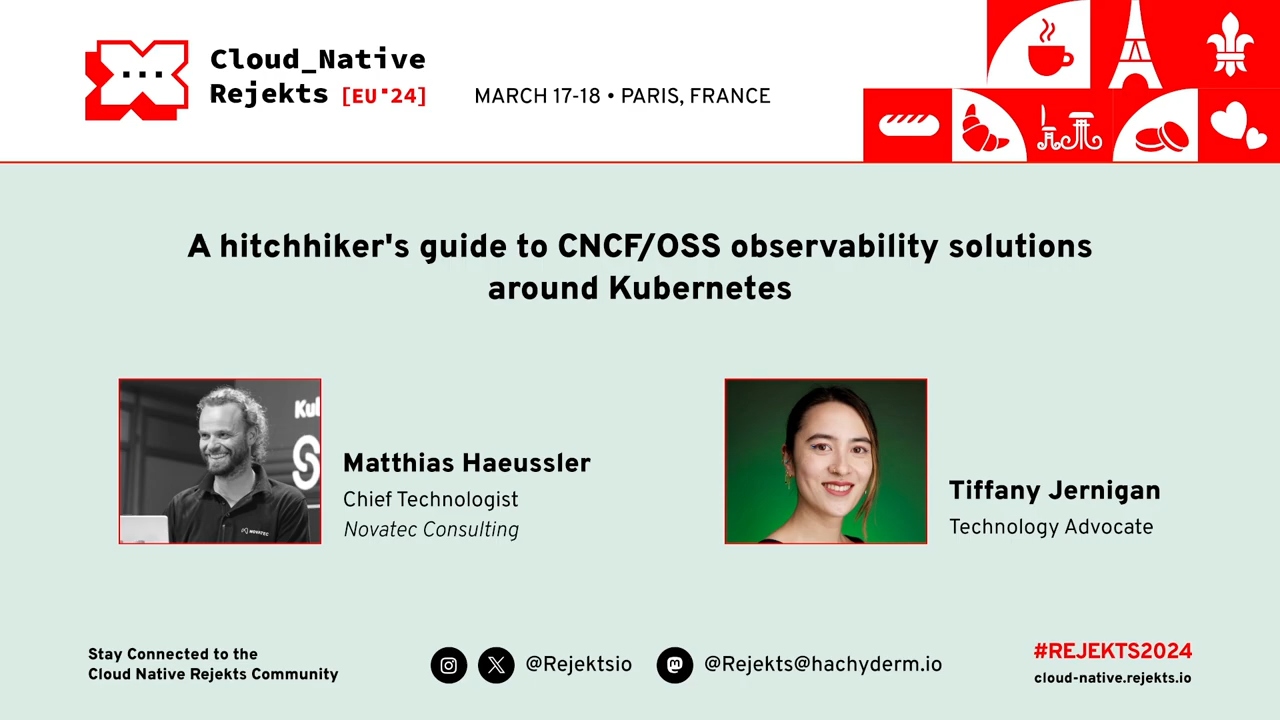 Cloud_Native
Rejekts [EU"24]
MARCH 17-18 • PARIS, FRANCE
A hitchhiker's guide to CNCF/OSS observability solutions
around Kubernetes
Ku
S
NOVATEC
Matthias Haeussler
Chief Technologist
Novatec Consulting
Tiffany Jernigan
Technology Advocate
Stay Connected to the
Cloud Native Rejekts Community
@Rejektsio
@Rejekts@hachyderm.io
#REJEKTS2024
cloud-native.rejekts.io